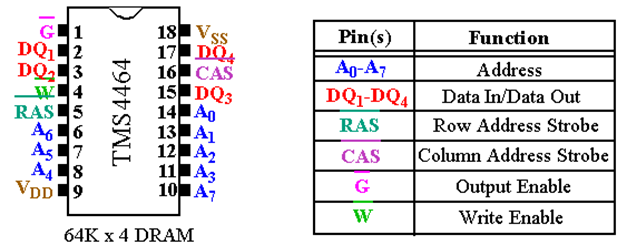 G 1 18 VSS
DQ1 2 17 DQ4
DQ2 3 16 CAS
W 4 15 DQ3
RAS 5 14 A0
A6 6 13 A1
A5 7 12 A2
A4 8 11 A3
VDD 9 10 A7
TMS4464
64K x 4 DRAM
Pin(s) Function
A0-A7 Address
DQ1-DQ4 Data In/Data Out
RAS Row Address Strobe
CAS Column Address Strobe
G Output Enable
W Write Enable